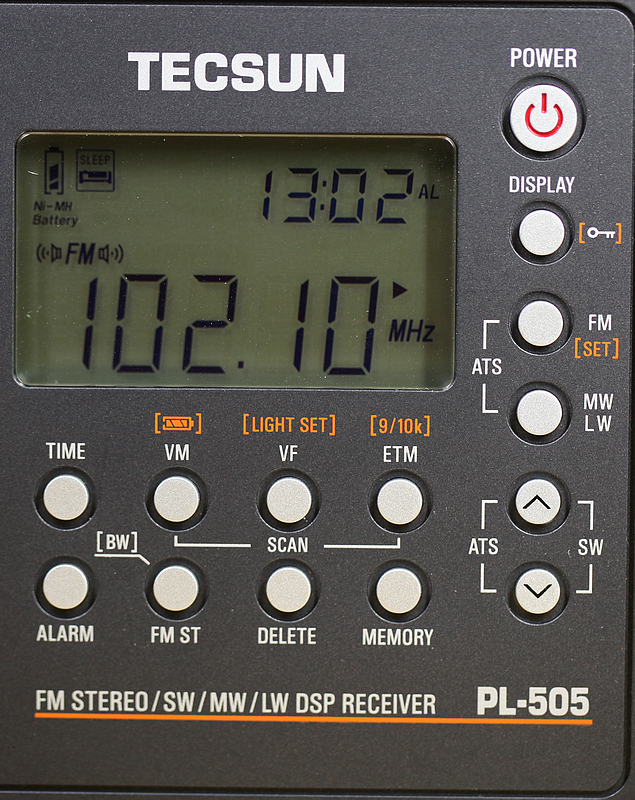 TECSUN
POWER
DISPLAY
SLEEP
13:02 AL
Ni-MH
Battery
FM
102.10 MHz
FM
[SET]
ATS
MW
LW
[LIGHT SET]
[9/10k]
TIME
VM
VF
ETM
SCAN
[BW]
ATS
SW
ALARM
FM ST
DELETE
MEMORY
FM STEREO/SW/MW/LW DSP RECEIVER
PL-505